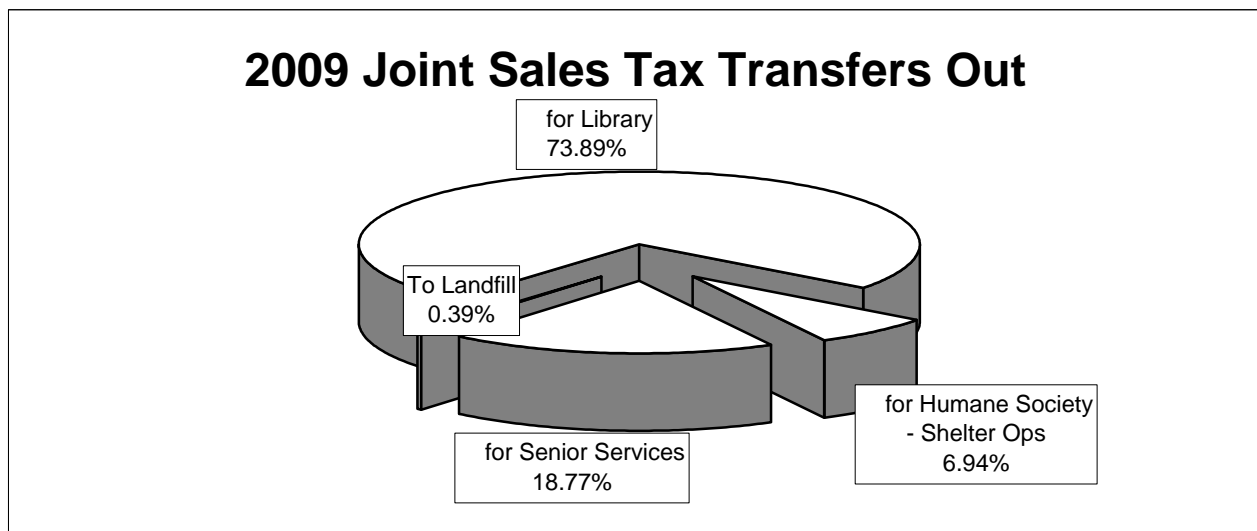 2009 Joint Sales Tax Transfers Out
for Library
73.89%
To Landfill
0.39%
for Humane Society
- Shelter Ops
6.94%
for Senior Services
18.77%